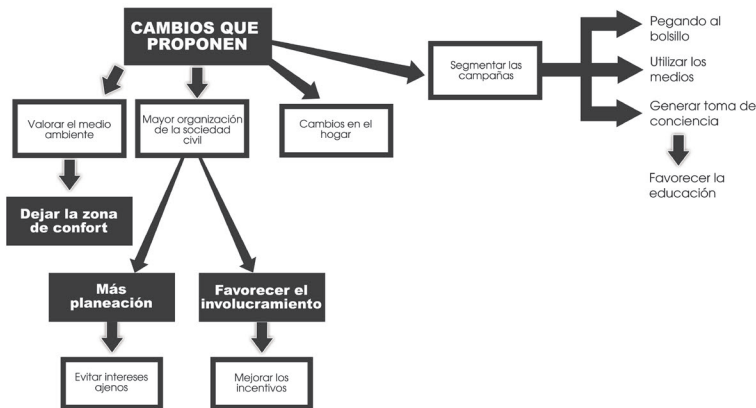 CAMBIOS QUE
PROPONEN
Pegando al
bolsillo
Segmentar las
campañas
Utilizar los
medios
Generar toma de
conciencia
Favorecer la
educación
Valorar el medio
ambiente
Mayor organización
de la sociedad
civil
Cambios en el
hogar
Dejar la zona
de confort
Más
planeación
Favorecer el
involucramiento
Evitar intereses
ajenos
Mejorar los
incentivos